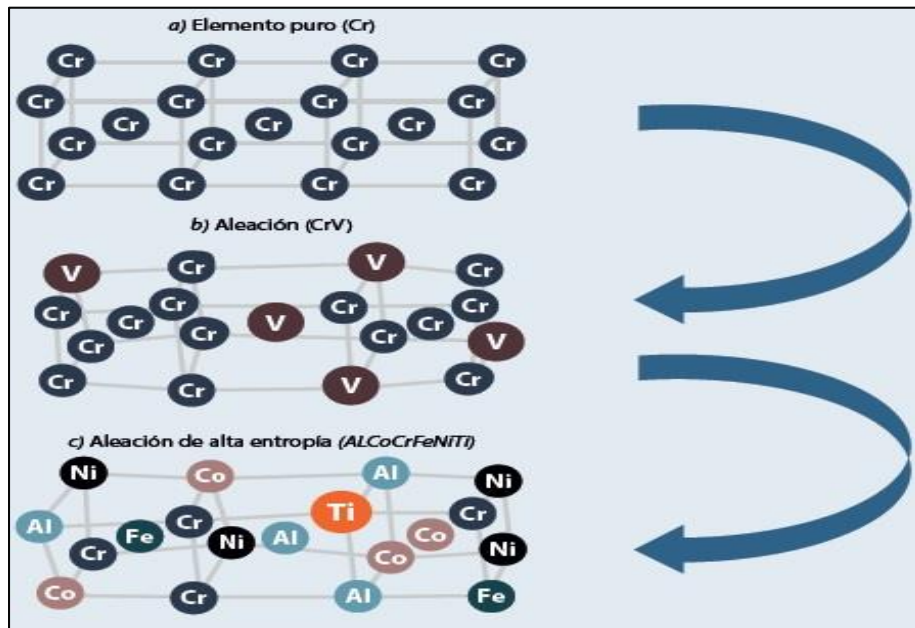 a) Elemento puro (Cr)
Cr Cr Cr Cr
Cr Cr Cr Cr
Cr Cr Cr
Cr Cr Cr Cr
Cr Cr Cr Cr
b) Aleación (CrV)
V Cr V Cr
Cr Cr Cr Cr
Cr V Cr
Cr Cr Cr V
Cr Cr V Cr
c) Aleación de alta entropía (ALCoCrFeNiTi)
Ni Co Al Ni
Al Cr Ti Cr
Fe Al Co
Cr Ni Co Ni
Co Cr Al Fe